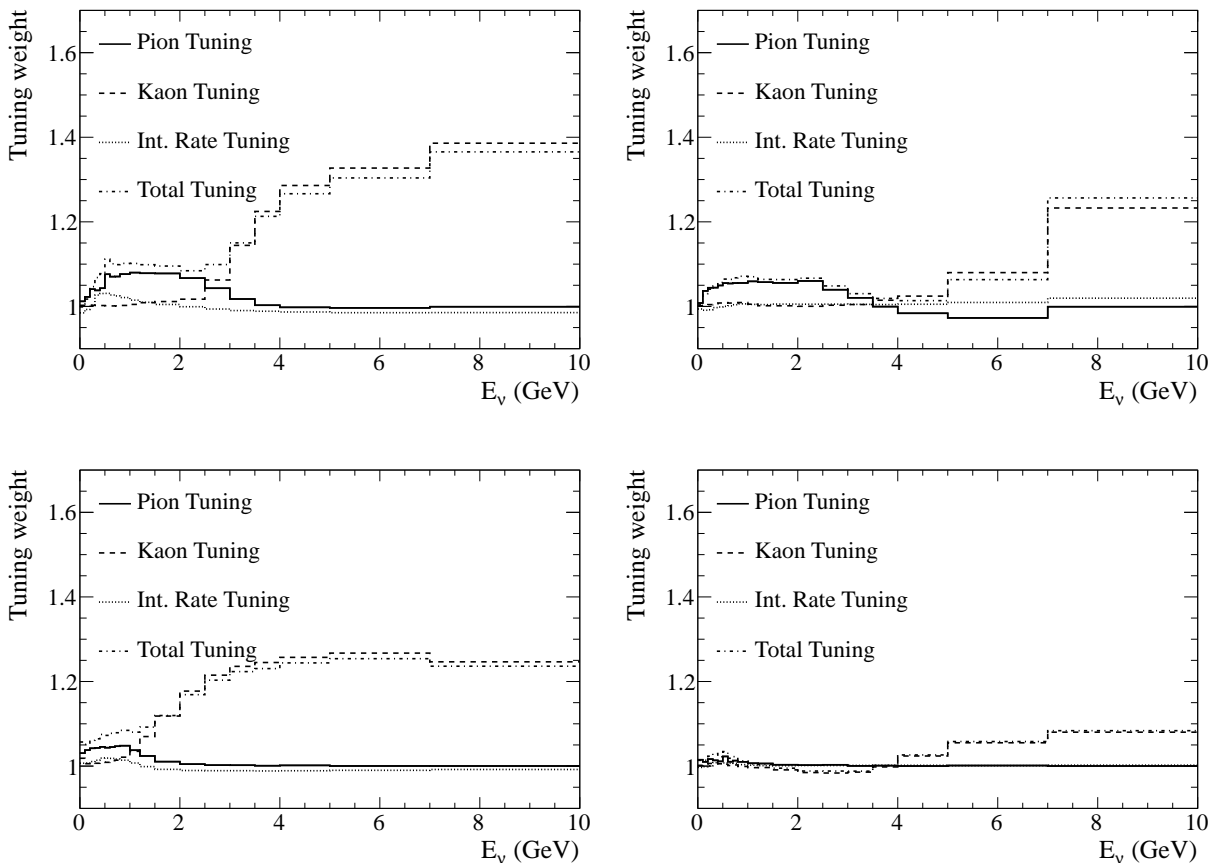 Tuning weight
1.6
1.4
1.2
1
Pion Tuning
Kaon Tuning
Int. Rate Tuning
Total Tuning
0 2 4 6 8 10
E_ν (GeV)
Tuning weight
1.6
1.4
1.2
1
Pion Tuning
Kaon Tuning
Int. Rate Tuning
Total Tuning
0 2 4 6 8 10
E_ν (GeV)
Tuning weight
1.6
1.4
1.2
1
Pion Tuning
Kaon Tuning
Int. Rate Tuning
Total Tuning
0 2 4 6 8 10
E_ν (GeV)
Tuning weight
1.6
1.4
1.2
1
Pion Tuning
Kaon Tuning
Int. Rate Tuning
Total Tuning
0 2 4 6 8 10
E_ν (GeV)